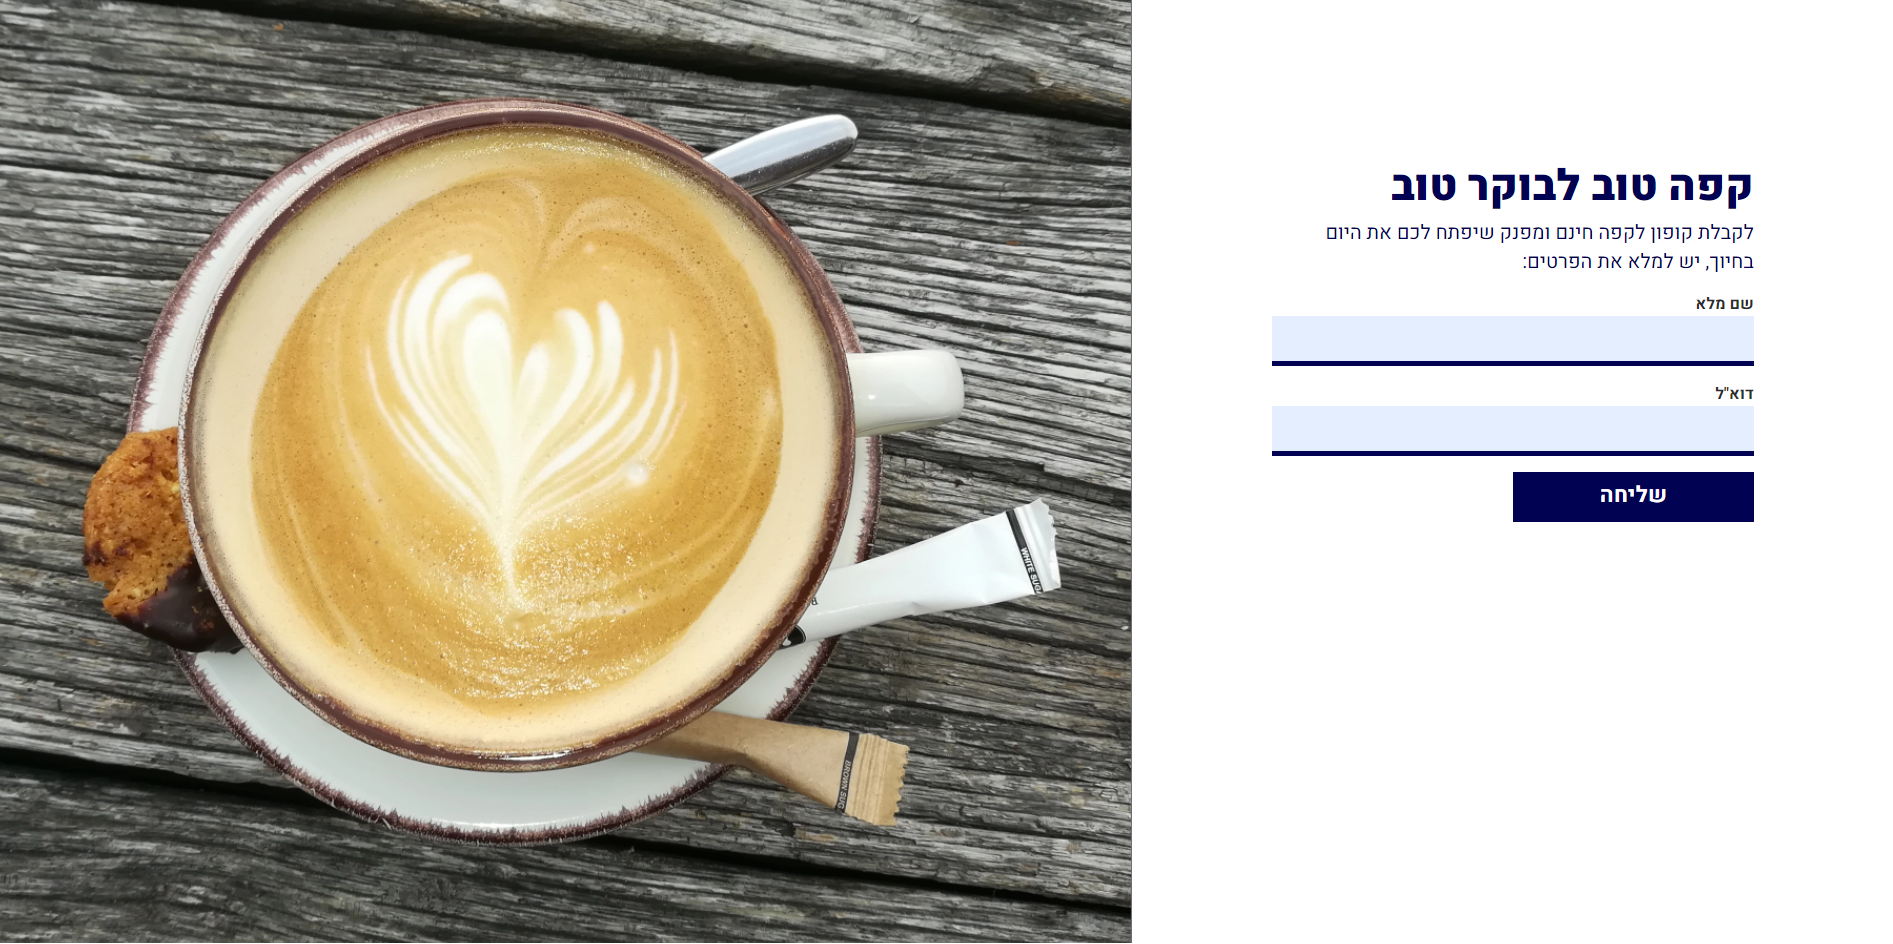 קפה טוב לבוקר טוב
לקבלת קופון לקפה חינם ומפנק שיפתח לכם את היום
בחיוך, יש למלא את הפרטים:
שם מלא
דוא"ל
שליחה
WHITE SUG
BROWN SUG